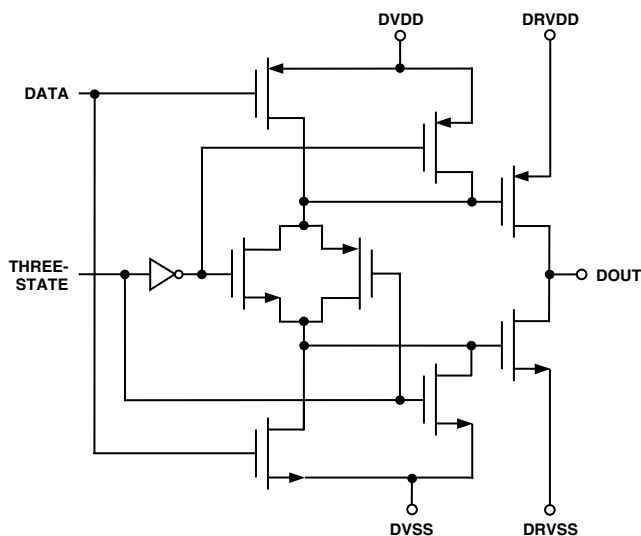 DVDD
DRVDD
DATA
THREE-
STATE
DOUT
DVSS
DRVSS